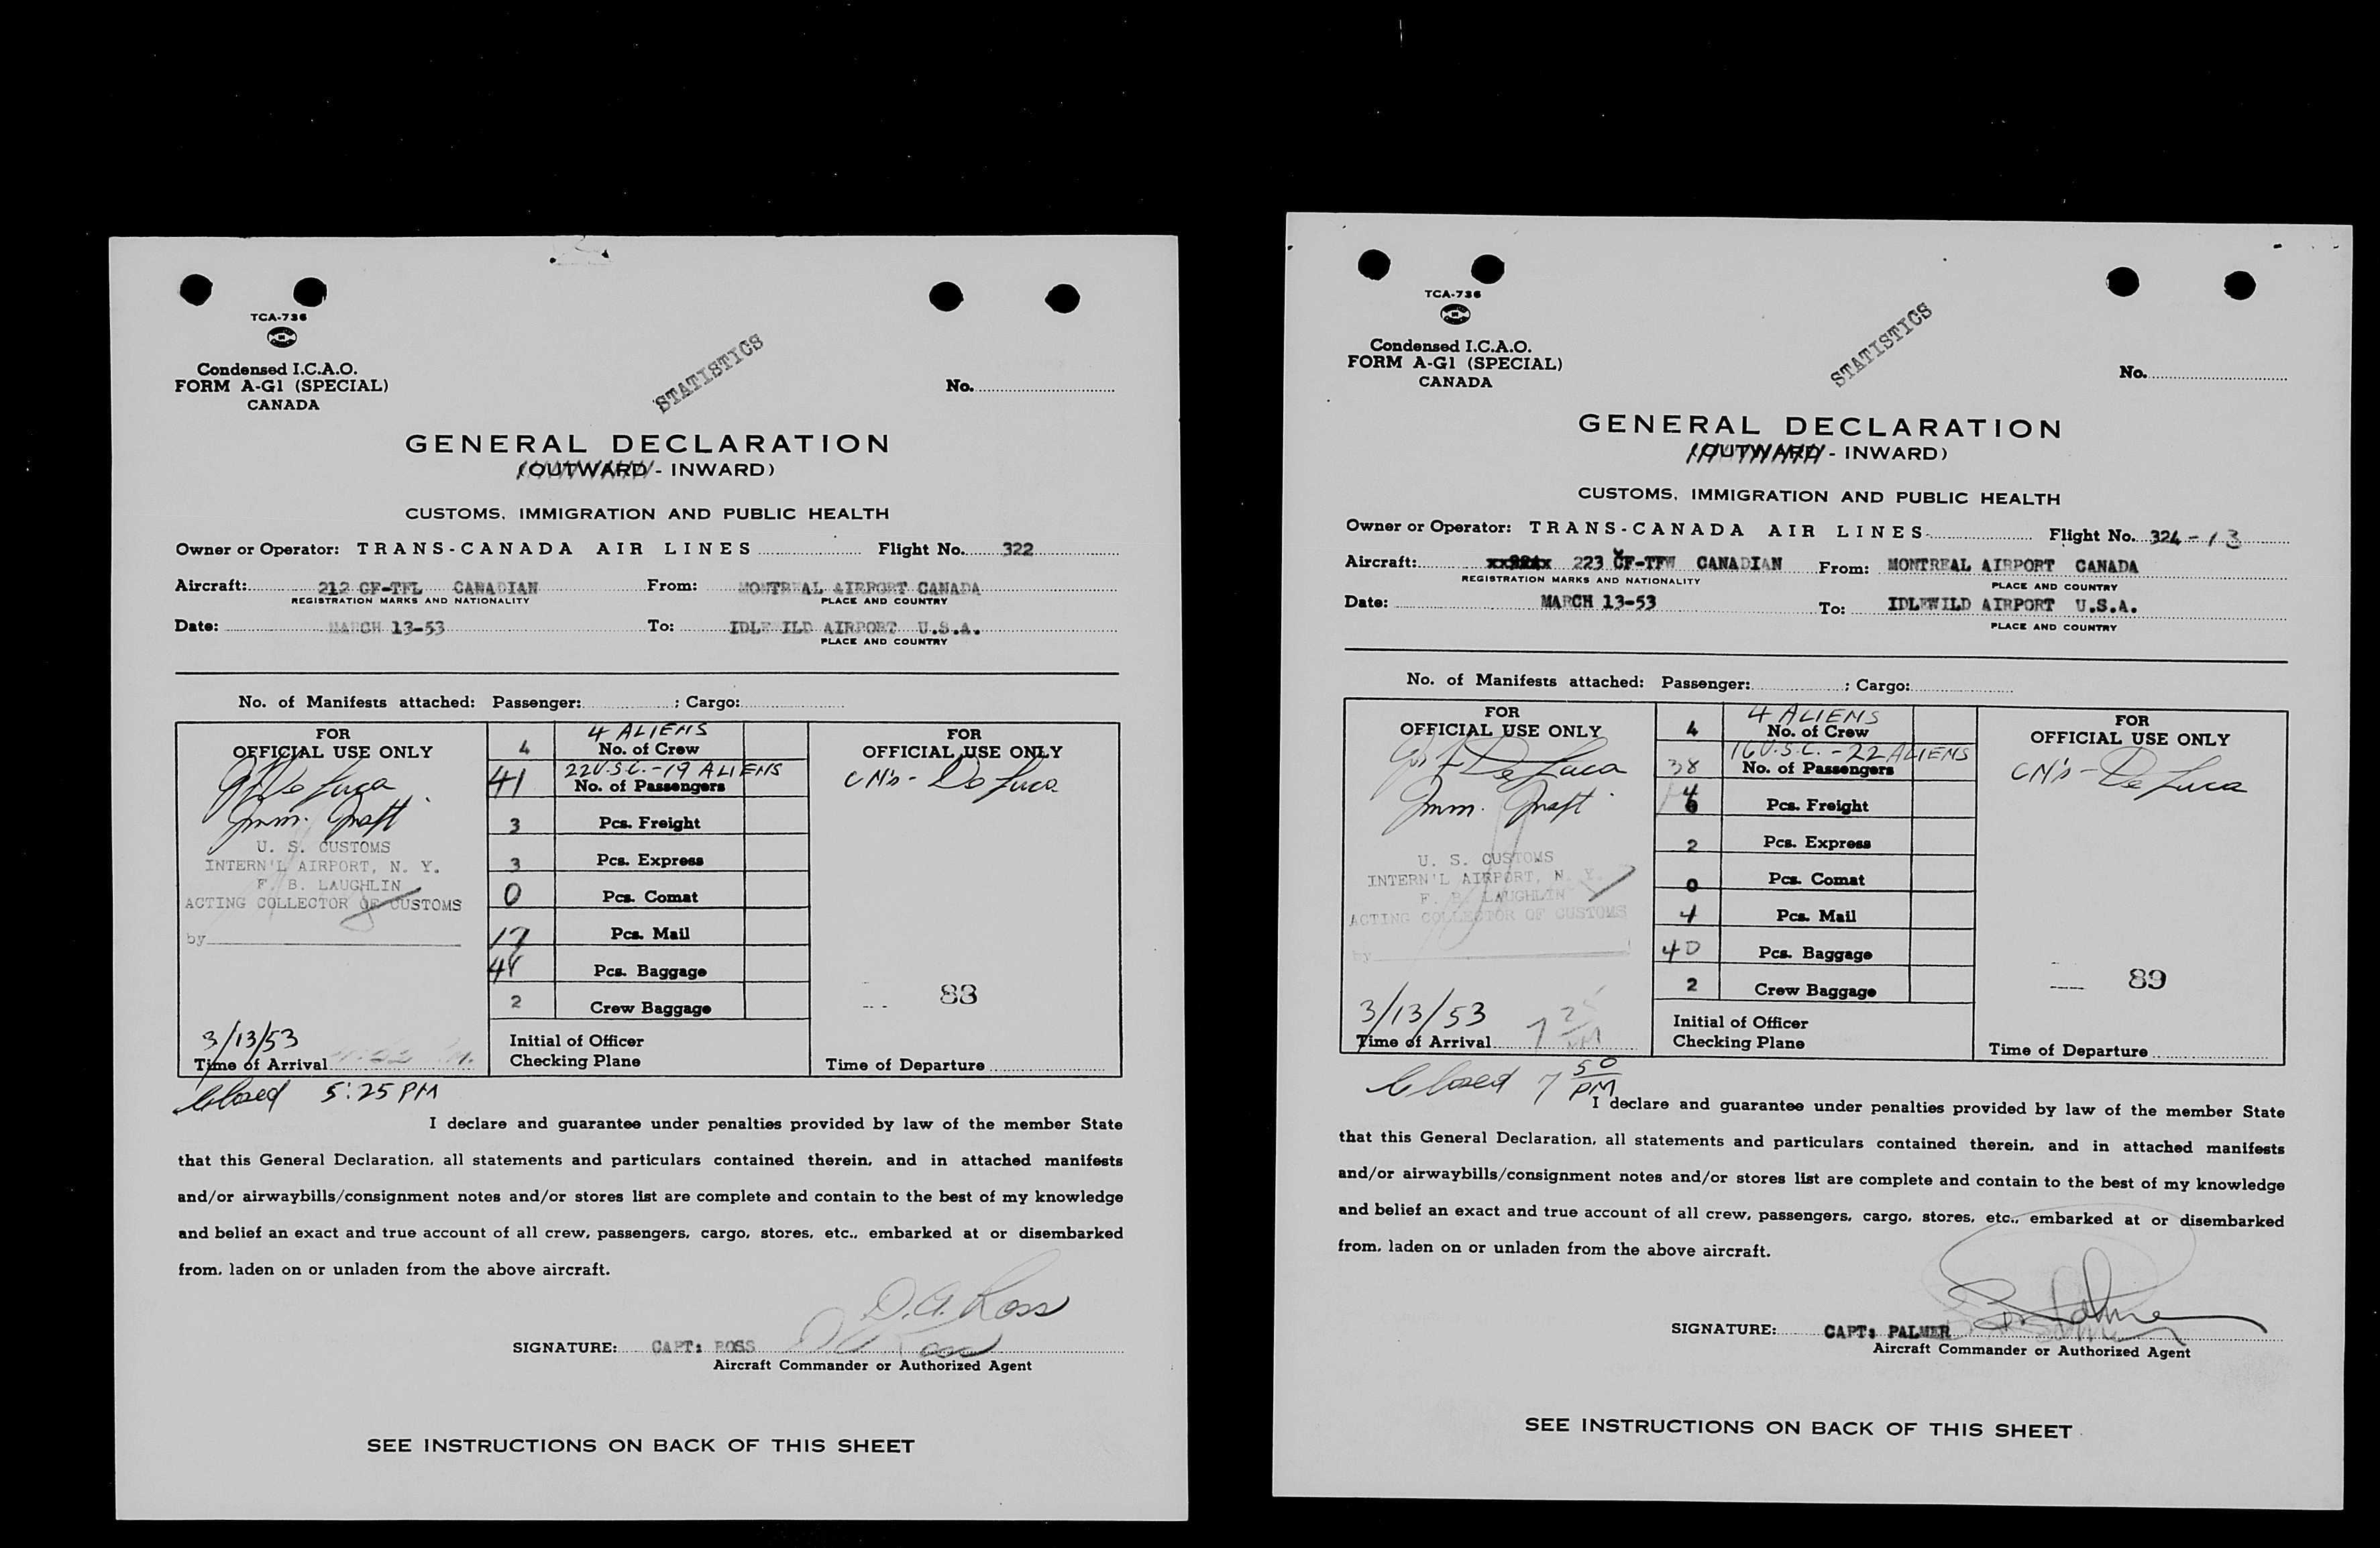 TCA-736
Condensed I.C.A.O.
FORM A-G1 (SPECIAL)
CANADA
STATISTICS
No.
GENERAL DECLARATION
(OUTWARD - INWARD)
CUSTOMS, IMMIGRATION AND PUBLIC HEALTH
Owner or Operator: TRANS-CANADA AIR LINES Flight No. 322
Aircraft: 212 CF-TFL CANADIAN From: MONTREAL AIRPORT CANADA
REGISTRATION MARKS AND NATIONALITY PLACE AND COUNTRY
Date: MARCH 13-53 To: IDLEWILD AIRPORT U.S.A.
PLACE AND COUNTRY
No. of Manifests attached: Passenger: ; Cargo:
FOR
OFFICIAL USE ONLY
De Luca
Imm.
U. S. CUSTOMS
INTERN'L AIRPORT, N. Y.
F. B. LAUGHLIN
ACTING COLLECTOR OF CUSTOMS
by
3/13/53
Time of Arrival
Closed 5:25 PM
4 ALIENS
4 No. of Crew
22 U.S.C. - 19 ALIENS
41 No. of Passengers
3 Pcs. Freight
3 Pcs. Express
0 Pcs. Comat
17 Pcs. Mail
Pcs. Baggage
2 Crew Baggage
Initial of Officer
Checking Plane
FOR
OFFICIAL USE ONLY
CN's - De Luca
88
Time of Departure
I declare and guarantee under penalties provided by law of the member State
that this General Declaration, all statements and particulars contained therein, and in attached manifests
and/or airwaybills/consignment notes and/or stores list are complete and contain to the best of my knowledge
and belief an exact and true account of all crew, passengers, cargo, stores, etc., embarked at or disembarked
from, laden on or unladen from the above aircraft.
D.A. Ross
SIGNATURE: CAPT: ROSS
Aircraft Commander or Authorized Agent
SEE INSTRUCTIONS ON BACK OF THIS SHEET
TCA-736
Condensed I.C.A.O.
FORM A-G1 (SPECIAL)
CANADA
STATISTICS
No.
GENERAL DECLARATION
(OUTWARD - INWARD)
CUSTOMS, IMMIGRATION AND PUBLIC HEALTH
Owner or Operator: TRANS-CANADA AIR LINES Flight No. 324-13
Aircraft: 223 CF-TFW CANADIAN From: MONTREAL AIRPORT CANADA
REGISTRATION MARKS AND NATIONALITY PLACE AND COUNTRY
Date: MARCH 13-53 To: IDLEWILD AIRPORT U.S.A.
PLACE AND COUNTRY
No. of Manifests attached: Passenger: ; Cargo:
FOR
OFFICIAL USE ONLY
De Luca
Imm.
U. S. CUSTOMS
INTERN'L AIRPORT, N. Y.
F. B. LAUGHLIN
ACTING COLLECTOR OF CUSTOMS
by
3/13/53
Time of Arrival 7 25 PM
Closed 7 50 PM
4 ALIENS
4 No. of Crew
16 U.S.C. - 22 ALIENS
38 No. of Passengers
Pcs. Freight
2 Pcs. Express
0 Pcs. Comat
4 Pcs. Mail
40 Pcs. Baggage
2 Crew Baggage
Initial of Officer
Checking Plane
FOR
OFFICIAL USE ONLY
CN's - De Luca
89
Time of Departure
I declare and guarantee under penalties provided by law of the member State
that this General Declaration, all statements and particulars contained therein, and in attached manifests
and/or airwaybills/consignment notes and/or stores list are complete and contain to the best of my knowledge
and belief an exact and true account of all crew, passengers, cargo, stores, etc., embarked at or disembarked
from, laden on or unladen from the above aircraft.
SIGNATURE: CAPT: PALMER
Aircraft Commander or Authorized Agent
SEE INSTRUCTIONS ON BACK OF THIS SHEET